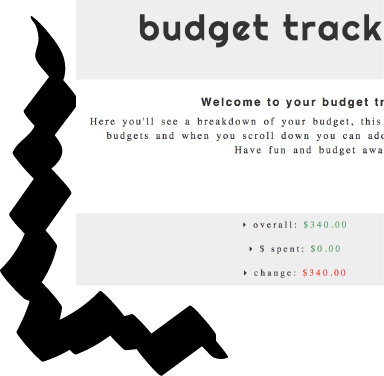 budget track
Welcome to your budget tr
Here you'll see a breakdown of your budget, this
budgets and when you scroll down you can add
Have fun and budget awa
overall: $340.00
$ spent: $0.00
change: $340.00